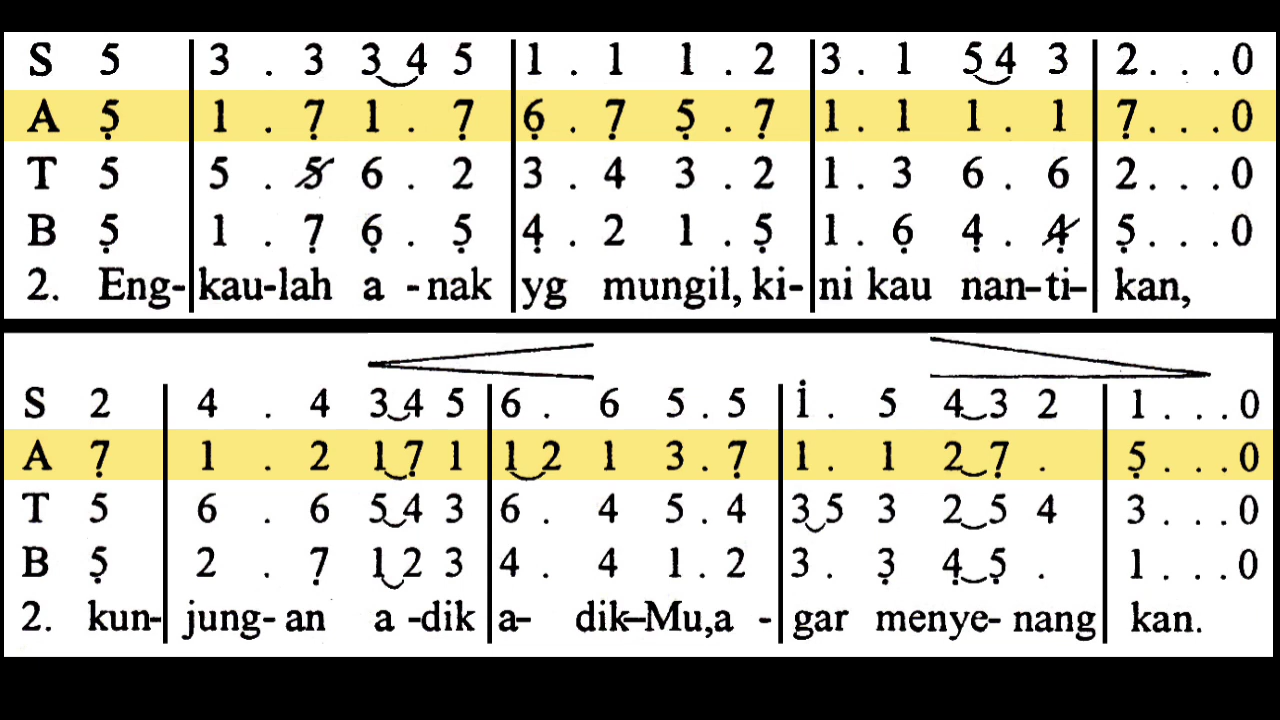 S 5 | 3 . 3 3 4 5 | 1 . 1 1 . 2 | 3 . 1 5 4 3 | 2 . . . 0
A 5̣ | 1 . 7̣ 1 . 7̣ | 6̣ . 7̣ 5̣ . 7̣ | 1 . 1 1 . 1 | 7̣ . . . 0
T 5 | 5 . 5̸ 6 . 2 | 3 . 4 3 . 2 | 1 . 3 6 . 6 | 2 . . . 0
B 5̣ | 1 . 7̣ 6̣ . 5̣ | 4̣ . 2 1 . 5̣ | 1 . 6̣ 4̣ . 4̸̣ | 5̣ . . . 0
2. Eng- | kau-lah a - nak | yg mungil, ki- | ni kau nan-ti- | kan,
S 2 | 4 . 4 3 4 5 | 6 . 6 5 . 5 | 1̇ . 5 4 3 2 | 1 . . . 0
A 7̣ | 1 . 2 1 7̣ 1 | 1 2 1 3 . 7̣ | 1 . 1 2 7̣ . | 5̣ . . . 0
T 5 | 6 . 6 5 4 3 | 6 . 4 5 . 4 | 3 5 3 2 5 4 | 3 . . . 0
B 5̣ | 2 . 7̣ 1 2 3 | 4 . 4 1 . 2 | 3 . 3̣ 4̣ 5̣ . | 1 . . . 0
2. kun- | jung- an a -dik | a- dik-Mu,a - | gar menye- nang | kan.